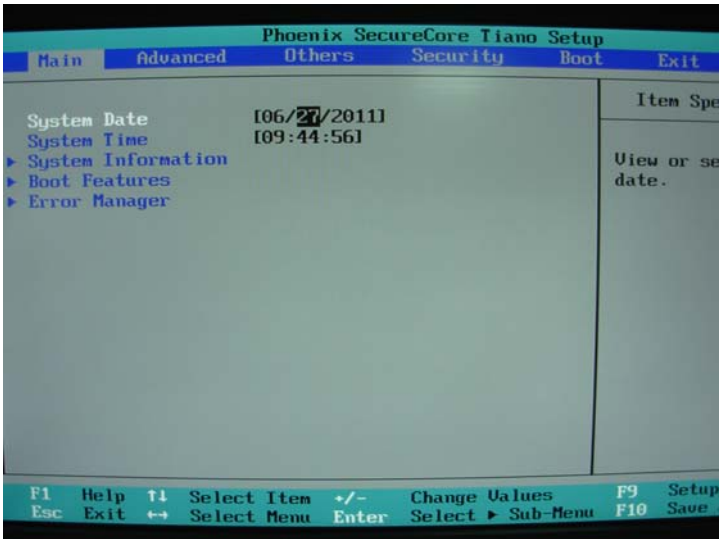 Phoenix SecureCore Tiano Setup
Main Advanced Others Security Boot Exit
Item Spe
System Date [06/27/2011]
System Time [09:44:56]
▶ System Information
▶ Boot Features
▶ Error Manager
View or se
date.
F1 Help ↑↓ Select Item +/- Change Values F9 Setup
Esc Exit ↔ Select Menu Enter Select ▶ Sub-Menu F10 Save